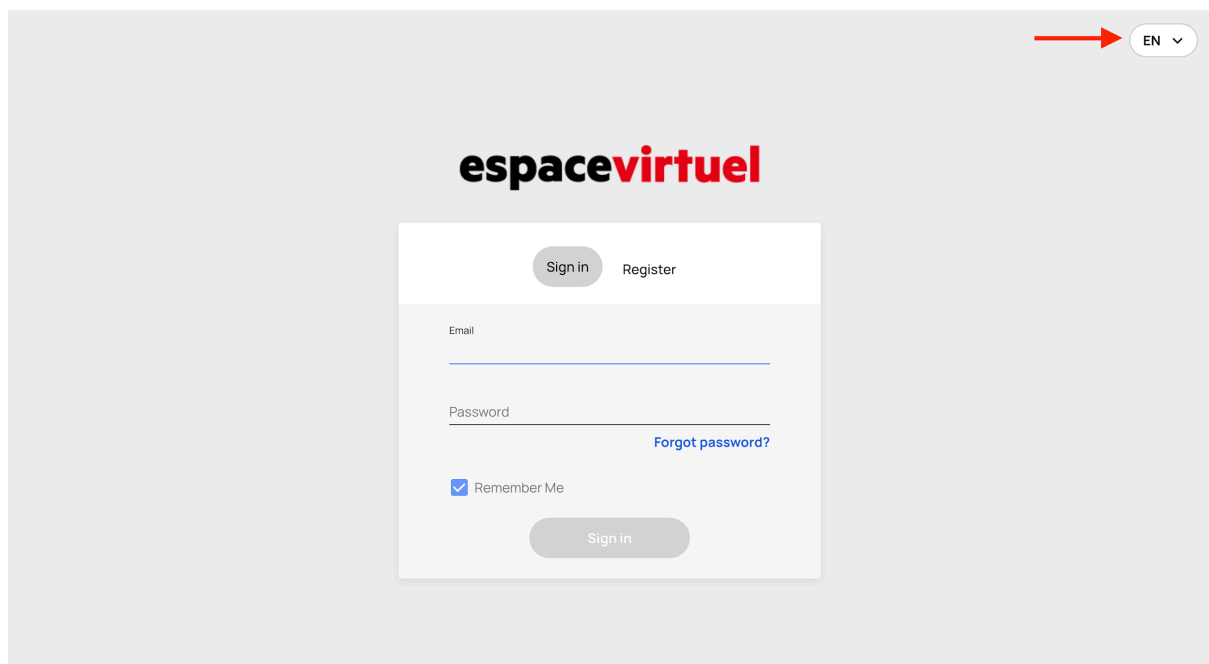 EN
espacevirtuel
Sign in Register
Email
Password
Forgot password?
Remember Me
Sign in